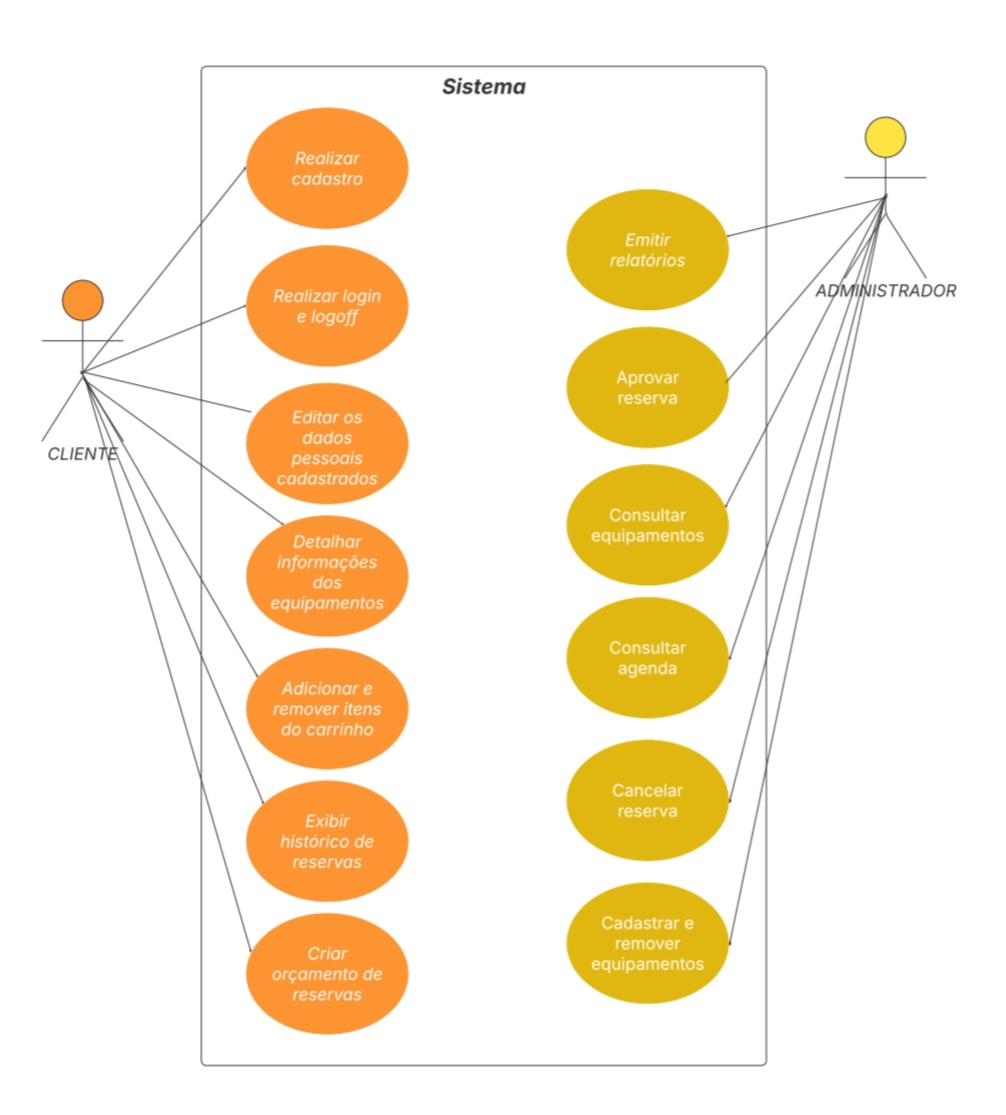 Sistema
Realizar
cadastro
Realizar login
e logoff
CLIENTE
Editar os
dados
pessoais
cadastrados
Detalhar
informações
dos
equipamentos
Adicionar e
remover itens
do carrinho
Exibir
histórico de
reservas
Criar
orçamento de
reservas
ADMINISTRADOR
Emitir
relatórios
Aprovar
reserva
Consultar
equipamentos
Consultar
agenda
Cancelar
reserva
Cadastrar e
remover
equipamentos